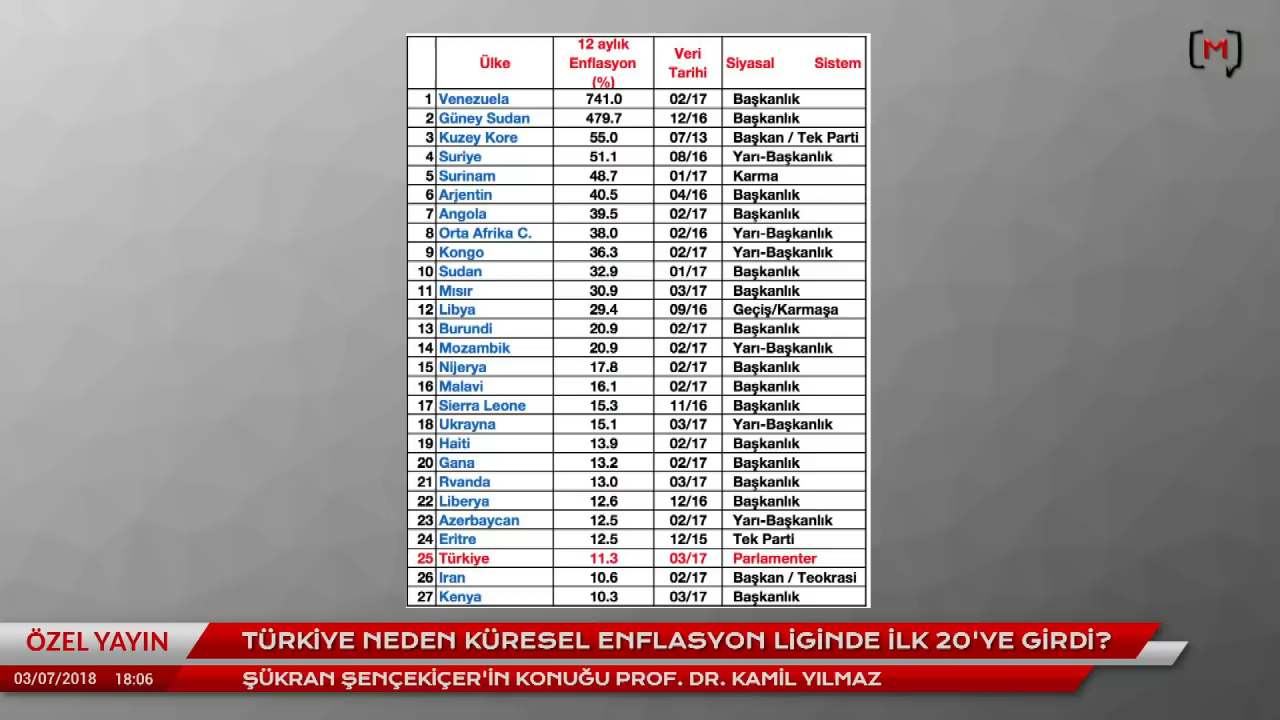 Ülke 12 aylık Enflasyon (%) Veri Tarihi Siyasal Sistem
1 Venezuela 741.0 02/17 Başkanlık
2 Güney Sudan 479.7 12/16 Başkanlık
3 Kuzey Kore 55.0 07/13 Başkan / Tek Parti
4 Suriye 51.1 08/16 Yarı-Başkanlık
5 Surinam 48.7 01/17 Karma
6 Arjentin 40.5 04/16 Başkanlık
7 Angola 39.5 02/17 Başkanlık
8 Orta Afrika C. 38.0 02/16 Yarı-Başkanlık
9 Kongo 36.3 02/17 Yarı-Başkanlık
10 Sudan 32.9 01/17 Başkanlık
11 Mısır 30.9 03/17 Başkanlık
12 Libya 29.4 09/16 Geçiş/Karmaşa
13 Burundi 20.9 02/17 Başkanlık
14 Mozambik 20.9 02/17 Yarı-Başkanlık
15 Nijerya 17.8 02/17 Başkanlık
16 Malavi 16.1 02/17 Başkanlık
17 Sierra Leone 15.3 11/16 Başkanlık
18 Ukrayna 15.1 03/17 Yarı-Başkanlık
19 Haiti 13.9 02/17 Başkanlık
20 Gana 13.2 02/17 Başkanlık
21 Rvanda 13.0 03/17 Başkanlık
22 Liberya 12.6 12/16 Başkanlık
23 Azerbaycan 12.5 02/17 Yarı-Başkanlık
24 Eritre 12.5 12/15 Tek Parti
25 Türkiye 11.3 03/17 Parlamenter
26 Iran 10.6 02/17 Başkan / Teokrasi
27 Kenya 10.3 03/17 Başkanlık
M
ÖZEL YAYIN
TÜRKİYE NEDEN KÜRESEL ENFLASYON LİGİNDE İLK 20'YE GİRDİ?
03/07/2018 18:06
ŞÜKRAN ŞENÇEKİÇER'İN KONUĞU PROF. DR. KAMİL YILMAZ